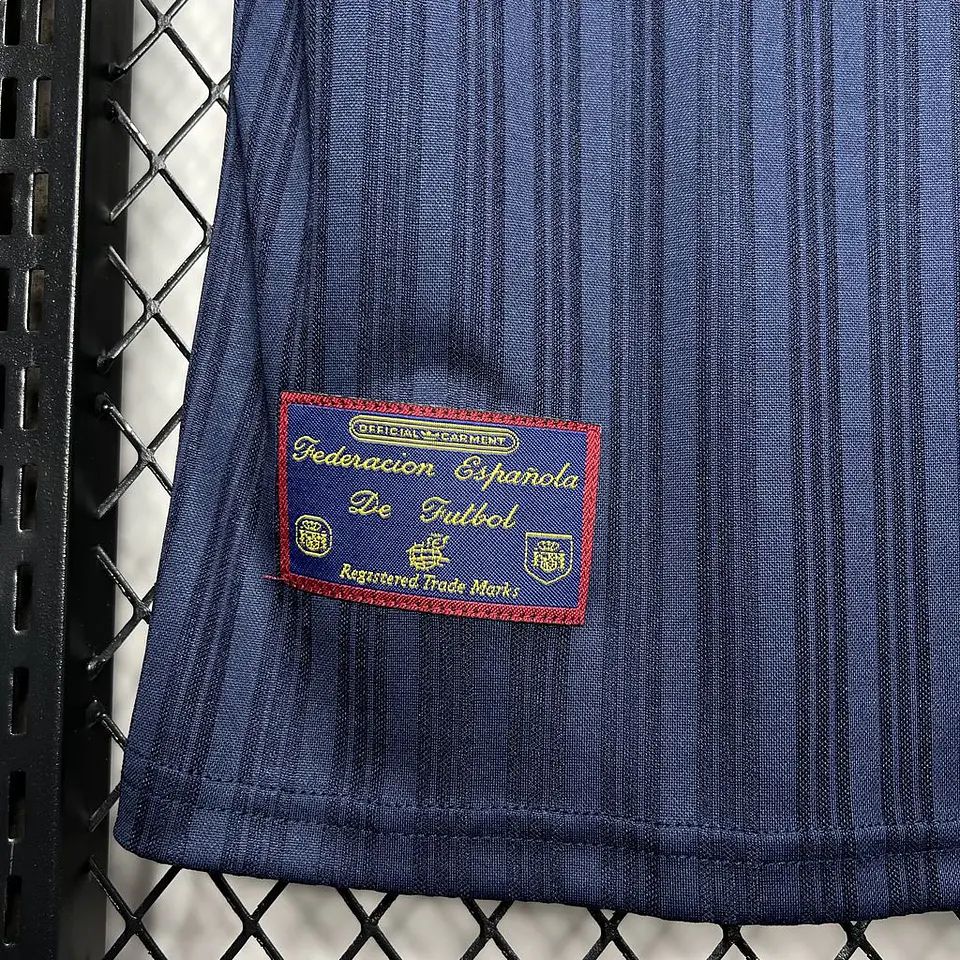 OFFICIAL GARMENT
Federacion Española
De Futbol
Registered Trade Marks